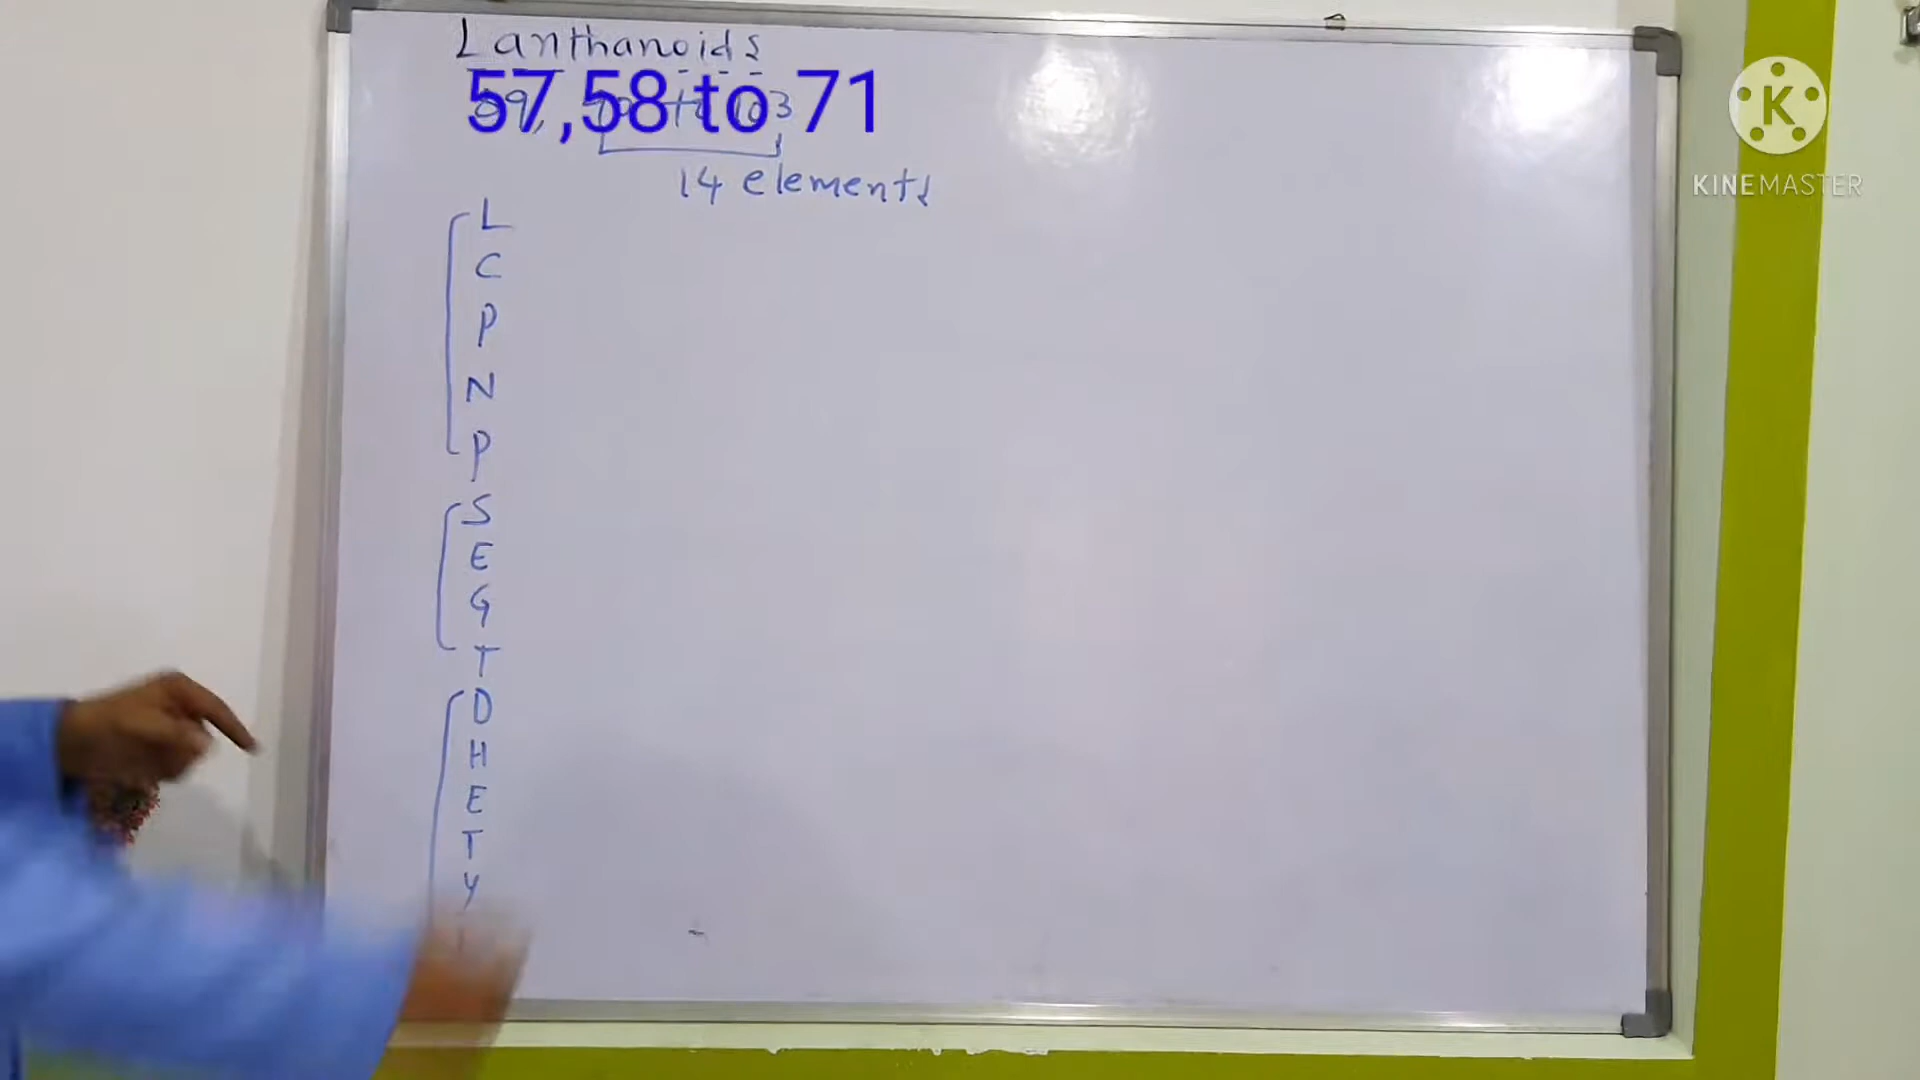 Lanthanoids
57,58 to 71
14 elements
L
C
P
N
P
S
E
G
T
D
H
E
T
Y
K
KINEMASTER